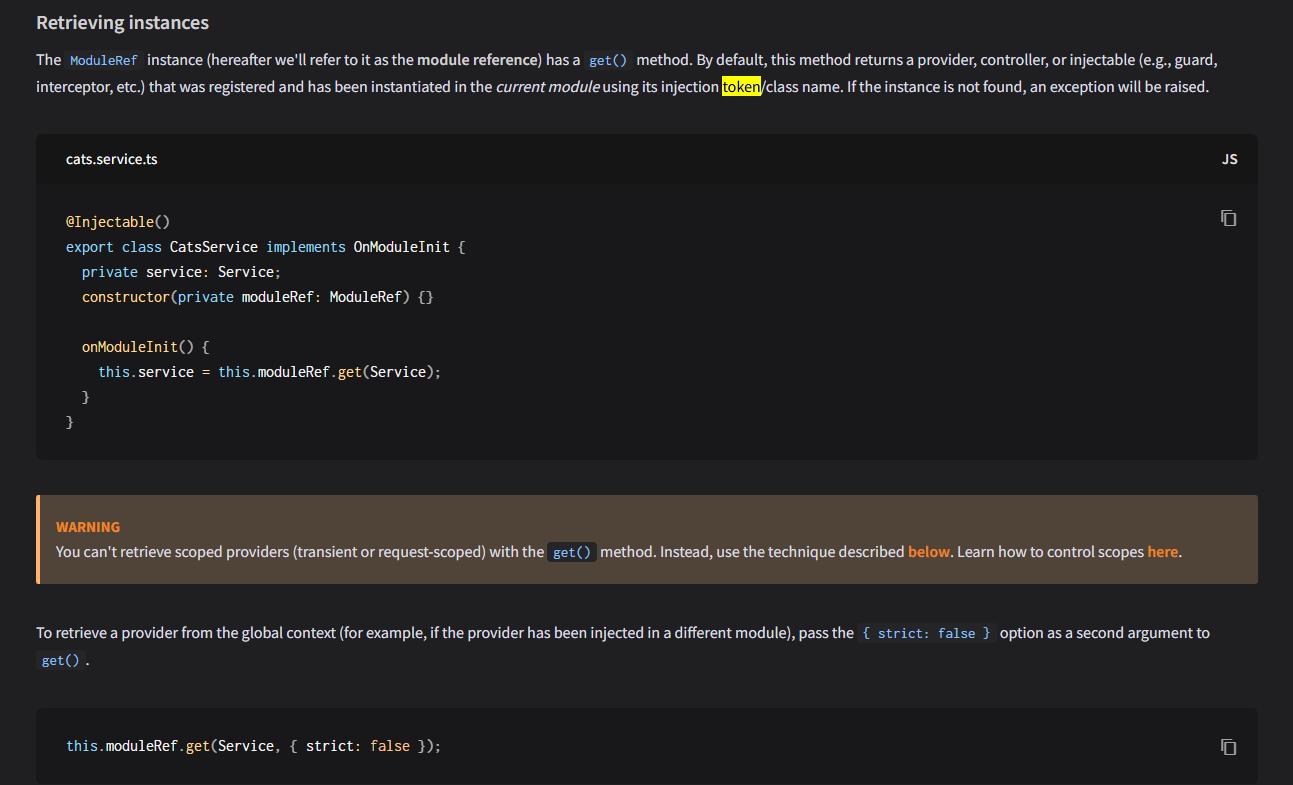 Retrieving instances
The ModuleRef instance (hereafter we'll refer to it as the module reference) has a get() method. By default, this method returns a provider, controller, or injectable (e.g., guard,
interceptor, etc.) that was registered and has been instantiated in the current module using its injection token/class name. If the instance is not found, an exception will be raised.
cats.service.ts JS
@Injectable()
export class CatsService implements OnModuleInit {
  private service: Service;
  constructor(private moduleRef: ModuleRef) {}

  onModuleInit() {
    this.service = this.moduleRef.get(Service);
  }
}
WARNING
You can't retrieve scoped providers (transient or request-scoped) with the get() method. Instead, use the technique described below. Learn how to control scopes here.
To retrieve a provider from the global context (for example, if the provider has been injected in a different module), pass the { strict: false } option as a second argument to
get() .
this.moduleRef.get(Service, { strict: false });